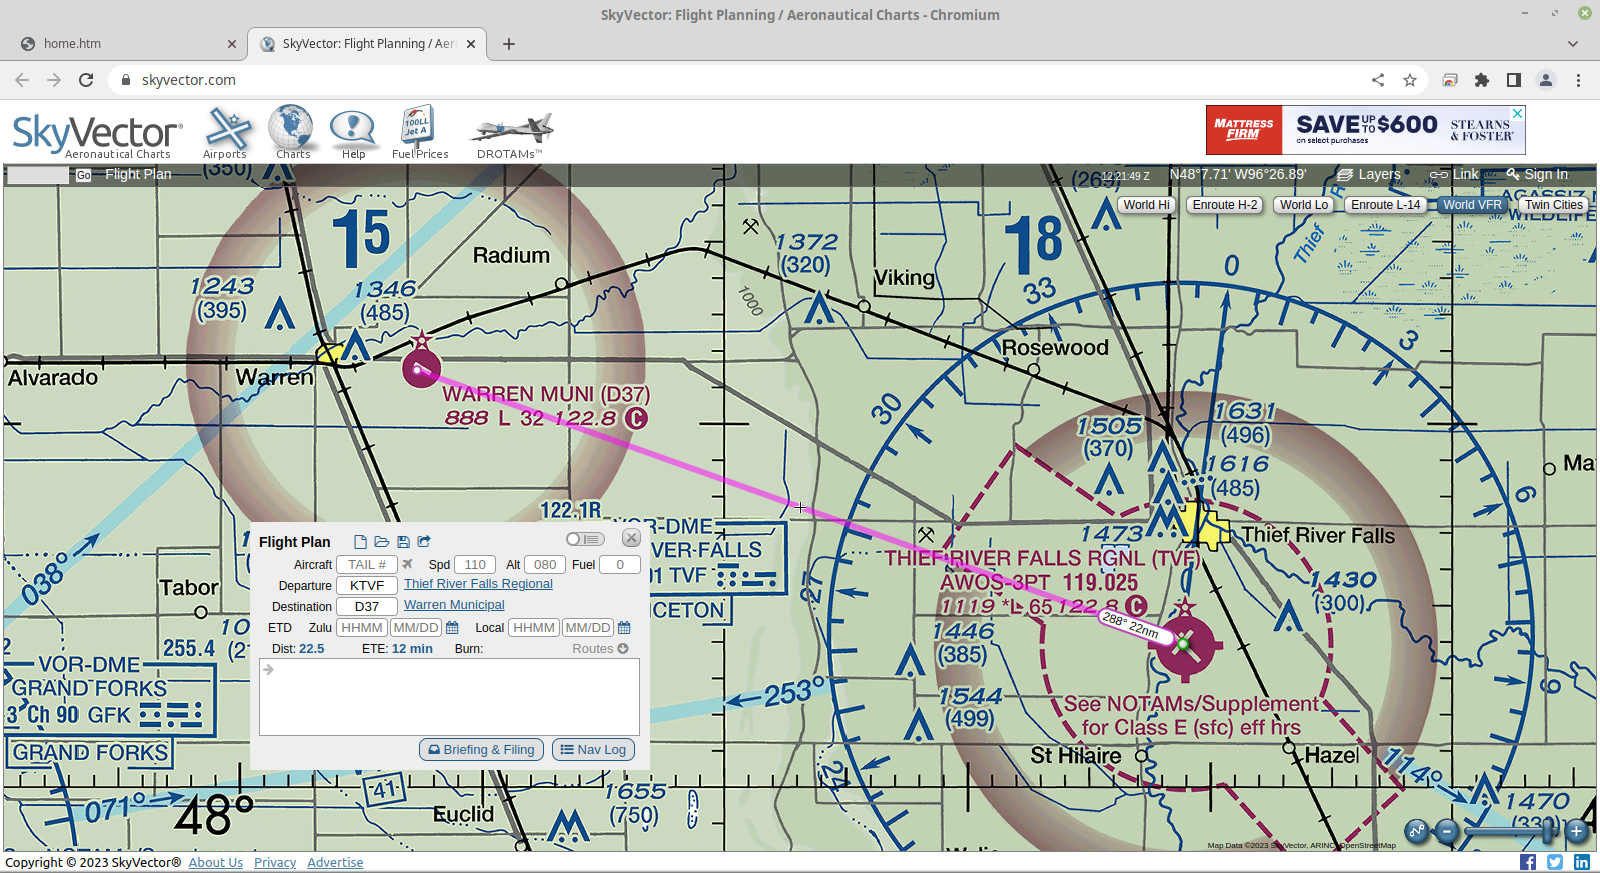 SkyVector: Flight Planning / Aeronautical Charts - Chromium
home.htm
SkyVector: Flight Planning / Aer
skyvector.com
SkyVector
Aeronautical Charts
Airports
Charts
Help
100LL
Jet A
Fuel Prices
DROTAMs™
MATTRESS FIRM
SAVE UP TO $600
on select purchases
STEARNS & FOSTER
Go
Flight Plan
12:21:49 Z
N48°7.71' W96°26.89'
Layers
Link
Sign In
World Hi
Enroute H-2
World Lo
Enroute L-14
World VFR
Twin Cities
(350)
15
Radium
1243
(395)
1346
(485)
1372
(320)
1000
Viking
18
Thief
R
33
0
3
Rosewood
Alvarado
Warren
WARREN MUNI (D37)
888 L 32 122.8 C
30
1505
(370)
1631
(496)
1616
(485)
Ma
6
122.1R
VOR-DME
VER-FALLS
TVF
CETON
1473
Thief River Falls
THIEF RIVER FALLS RGNL (TVF)
AWOS-3PT 119.025
1119 *L 65 122.8 C
288° 22nm
1430
(300)
27
1446
(385)
1544
(499)
253°
See NOTAMs/Supplement
for Class E (sfc) eff hrs
9
St Hilaire
Hazel
114°
24
1470
038°
Tabor
255.4
VOR-DME
GRAND FORKS
Ch 90 GFK
GRAND FORKS
071°
48°
41
Euclid
1655
(750)
Flight Plan
Aircraft TAIL # Spd 110 Alt 080 Fuel 0
Departure KTVF Thief River Falls Regional
Destination D37 Warren Municipal
ETD Zulu HHMM MM/DD Local HHMM MM/DD
Dist: 22.5 ETE: 12 min Burn: Routes
Briefing & Filing
Nav Log
Map Data ©2023 SkyVector, ARINC, OpenStreetMap
Copyright © 2023 SkyVector® About Us Privacy Advertise